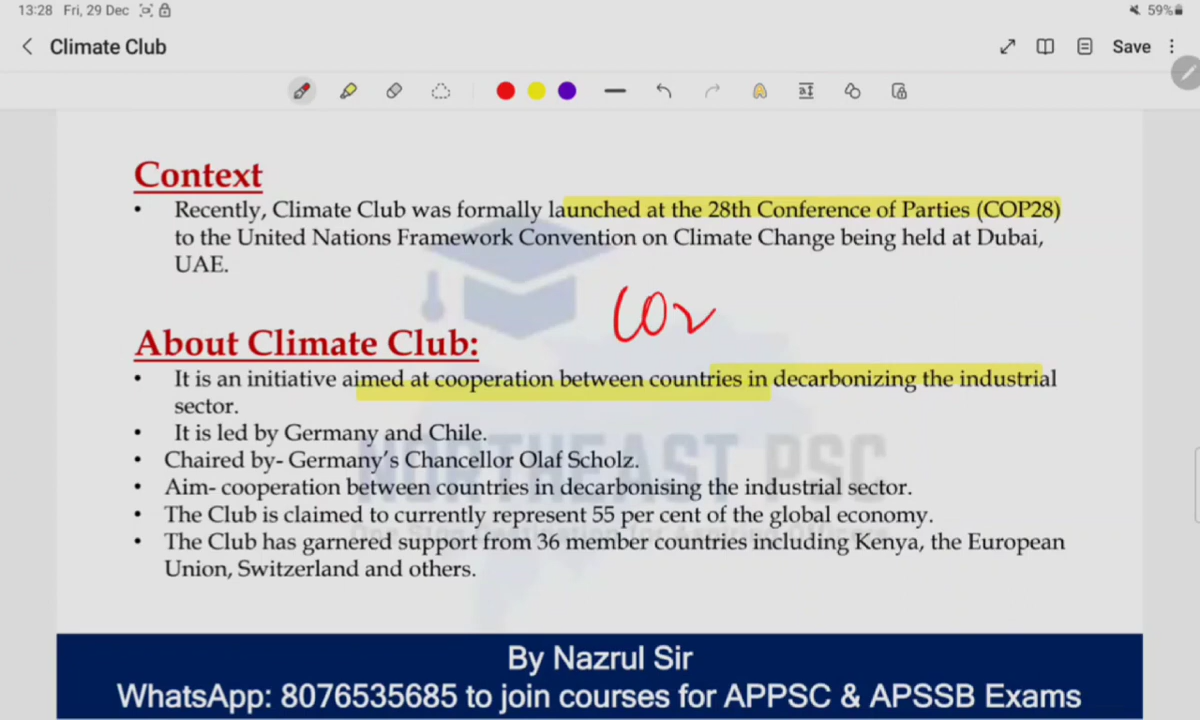 13:28 Fri, 29 Dec 59%
Climate Club Save
Context
• Recently, Climate Club was formally launched at the 28th Conference of Parties (COP28)
to the United Nations Framework Convention on Climate Change being held at Dubai,
UAE.
About Climate Club:
• It is an initiative aimed at cooperation between countries in decarbonizing the industrial
sector.
• It is led by Germany and Chile.
• Chaired by- Germany's Chancellor Olaf Scholz.
• Aim- cooperation between countries in decarbonising the industrial sector.
• The Club is claimed to currently represent 55 per cent of the global economy.
• The Club has garnered support from 36 member countries including Kenya, the European
Union, Switzerland and others.
NORTHEAST PSC
By Nazrul Sir
WhatsApp: 8076535685 to join courses for APPSC & APSSB Exams